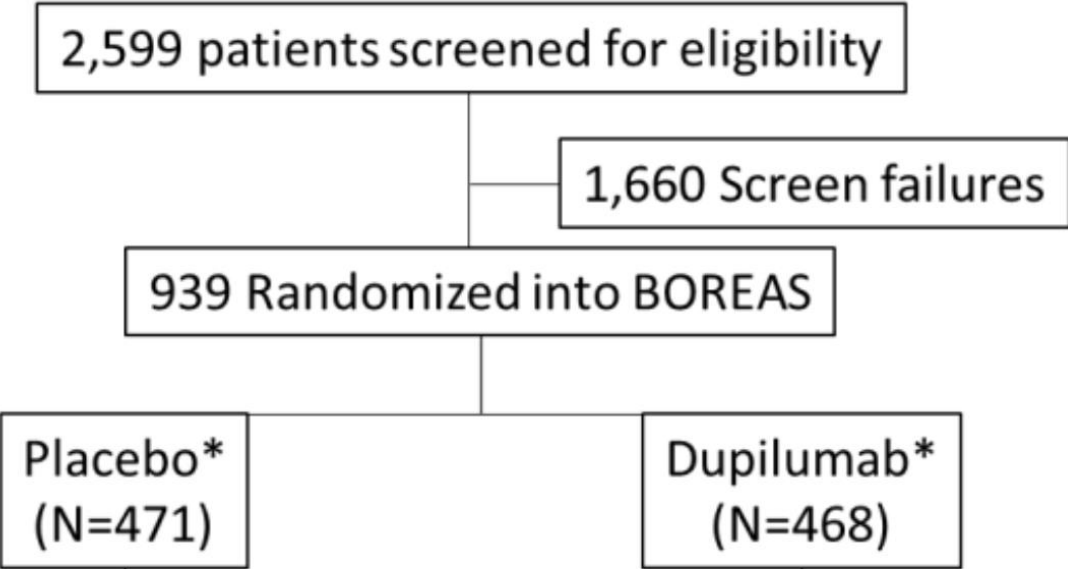 2,599 patients screened for eligibility
1,660 Screen failures
939 Randomized into BOREAS
Placebo*
(N=471)
Dupilumab*
(N=468)